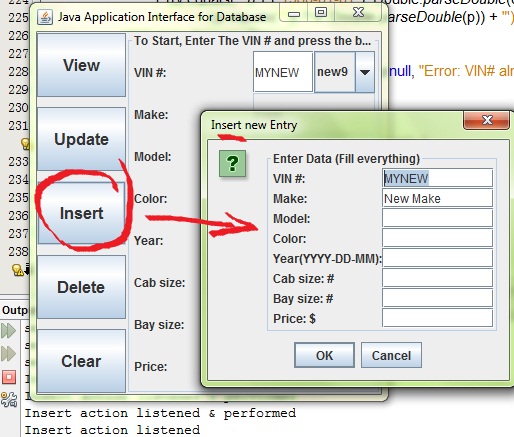 224
225
226
227
228
229
230
231
23
233
234
235
236
237
238
parseDouble(
parseDouble(p)) + "'")
null, "Error: VIN# alr
Java Application Interface for Database
To Start, Enter The VIN # and press the b...
View
Update
Insert
Delete
Clear
VIN #:
MYNEW
new9
Make:
Model:
Color:
Year:
Cab size:
Bay size:
Price:
Insert new Entry
Enter Data (Fill everything)
VIN #:
MYNEW
Make:
New Make
Model:
Color:
Year(YYYY-DD-MM):
Cab size: #
Bay size: #
Price: $
OK
Cancel
Outp
Insert action listened & performed
Insert action listened